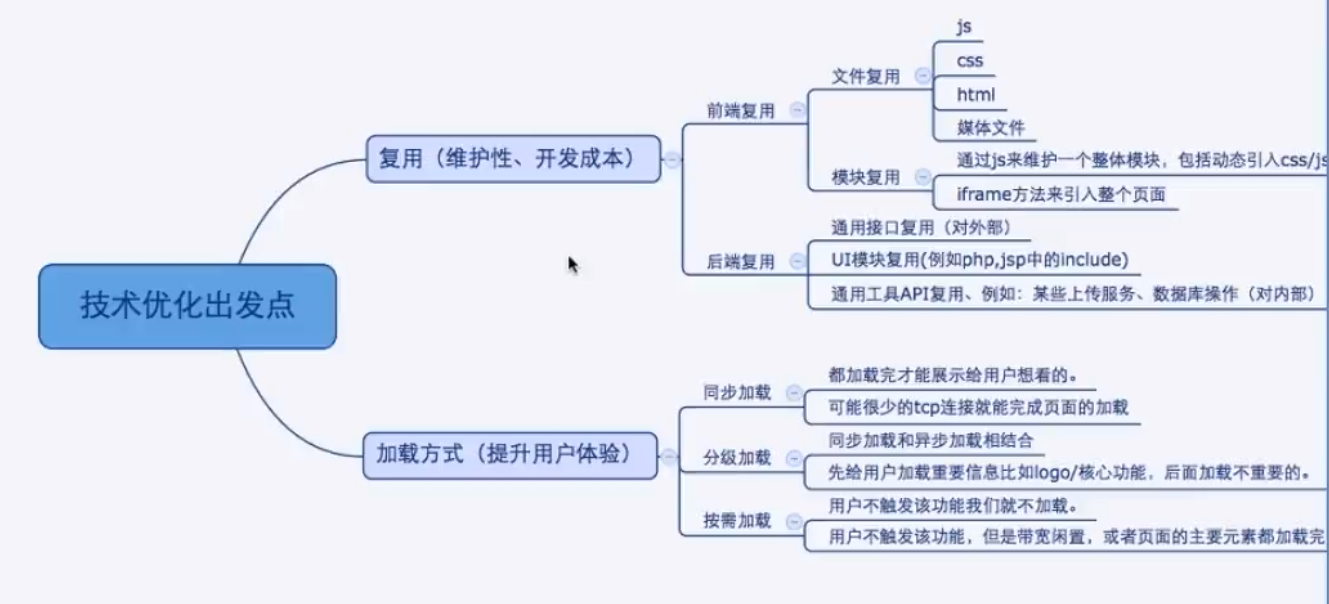 技术优化出发点
复用（维护性、开发成本）
前端复用
文件复用
js
css
html
媒体文件
模块复用
通过js来维护一个整体模块，包括动态引入css/js
iframe方法来引入整个页面
后端复用
通用接口复用（对外部）
UI模块复用(例如php,jsp中的include)
通用工具API复用、例如：某些上传服务、数据库操作（对内部）
加载方式（提升用户体验）
同步加载
都加载完才能展示给用户想看的。
可能很少的tcp连接就能完成页面的加载
分级加载
同步加载和异步加载相结合
先给用户加载重要信息比如logo/核心功能，后面加载不重要的。
按需加载
用户不触发该功能我们就不加载。
用户不触发该功能，但是带宽闲置，或者页面的主要元素都加载完